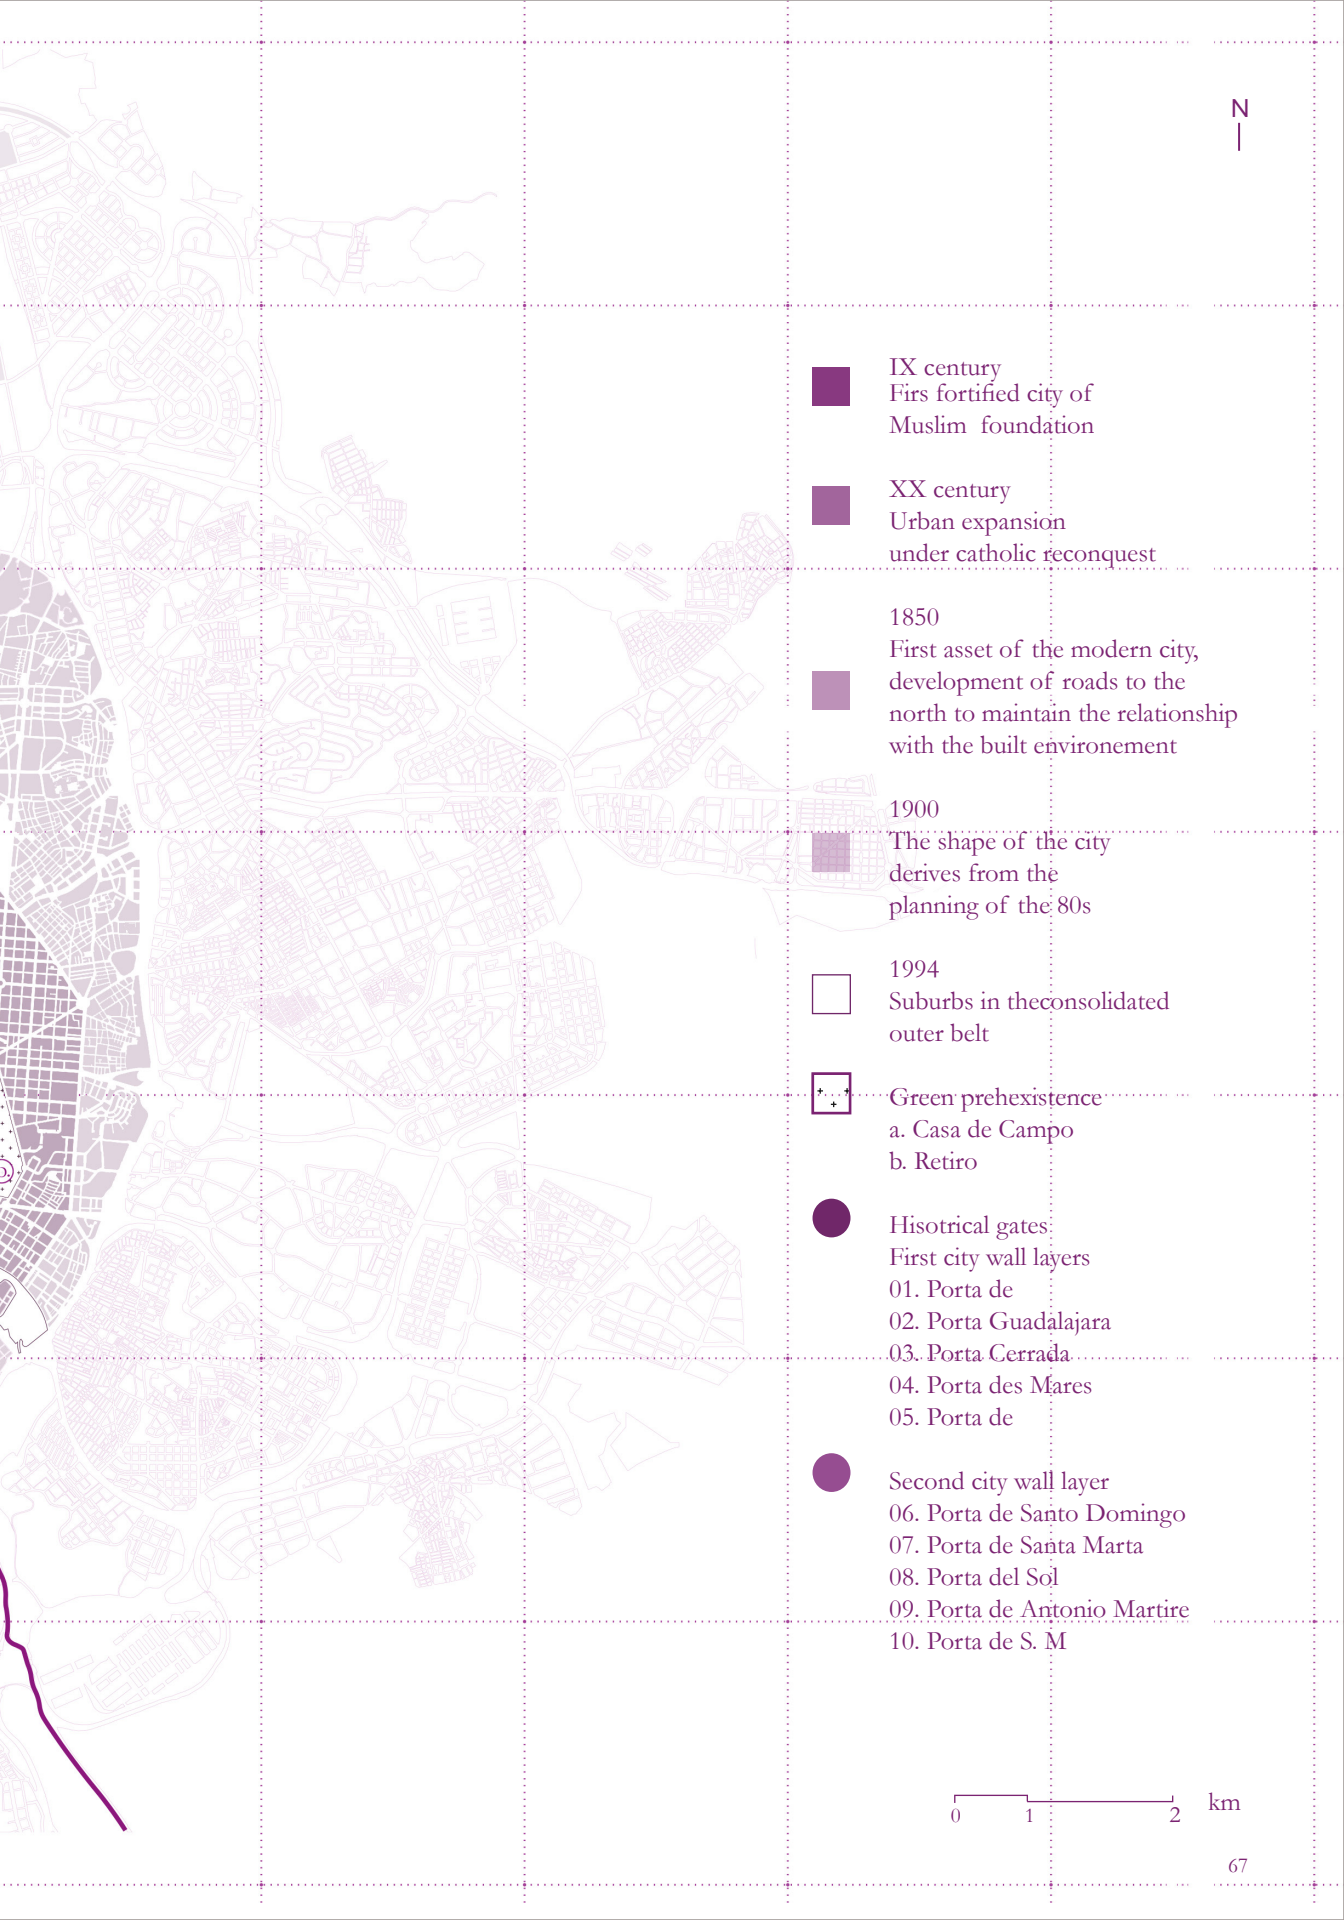 N
IX century
Firs fortified city of
Muslim foundation
XX century
Urban expansion
under catholic reconquest
1850
First asset of the modern city,
development of roads to the
north to maintain the relationship
with the built environement
1900
The shape of the city
derives from the
planning of the 80s
1994
Suburbs in theconsolidated
outer belt
Green prehexistence
a. Casa de Campo
b. Retiro
Hisotrical gates
First city wall layers
01. Porta de
02. Porta Guadalajara
03. Porta Cerrada
04. Porta des Mares
05. Porta de
Second city wall layer
06. Porta de Santo Domingo
07. Porta de Santa Marta
08. Porta del Sol
09. Porta de Antonio Martire
10. Porta de S. M
0 1 2 km
67